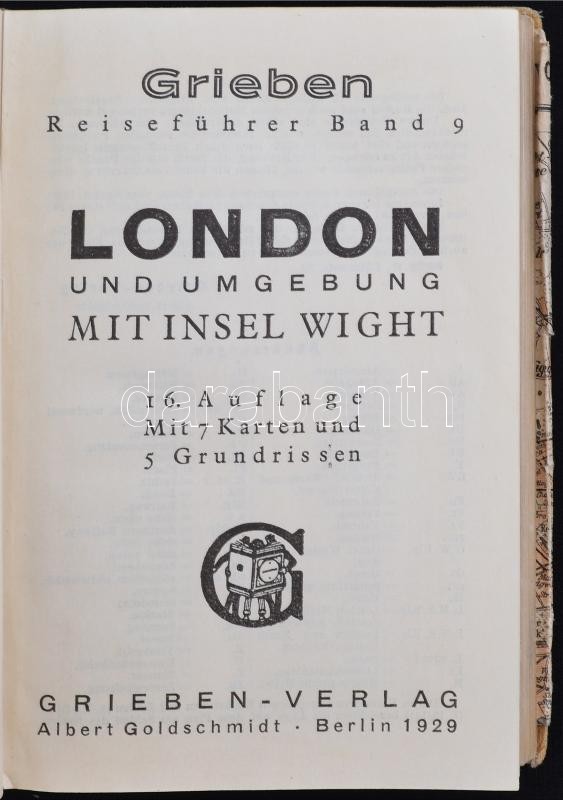 Grieben
Reiseführer Band 9
LONDON
UND UMGEBUNG
MIT INSEL WIGHT
darabanth
16. Auflage
Mit 7 Karten und
5 Grundrissen
G
GRIEBEN-VERLAG
Albert Goldschmidt · Berlin 1929